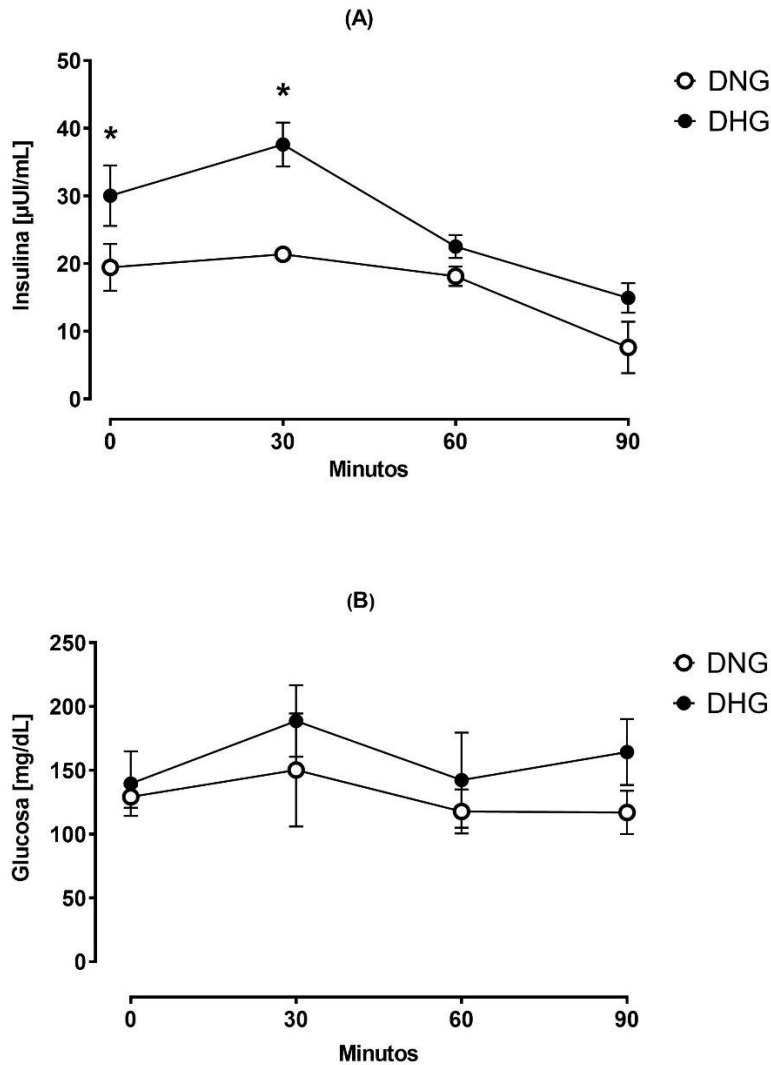 (A)
50
40
30
20
10
0
Insulina [µUI/mL]
* *
0 30 60 90
Minutos
DNG
DHG
(B)
250
200
150
100
50
0
Glucosa [mg/dL]
0 30 60 90
Minutos
DNG
DHG